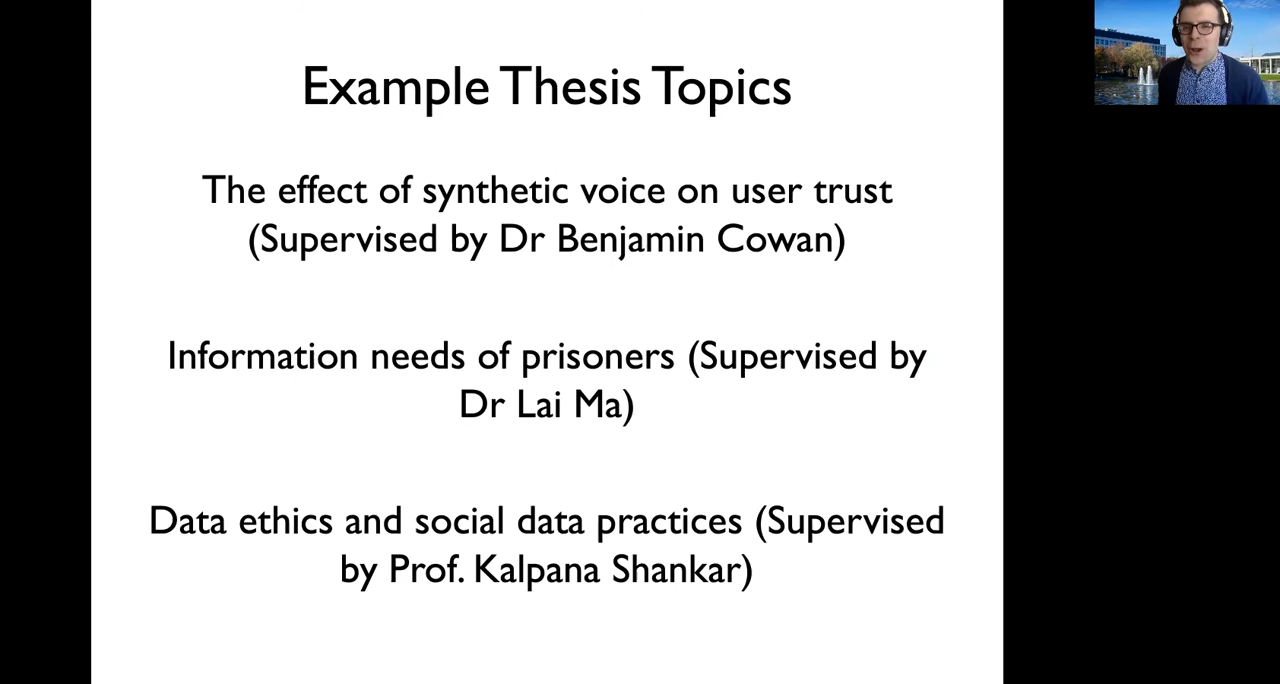 Example Thesis Topics
The effect of synthetic voice on user trust
(Supervised by Dr Benjamin Cowan)
Information needs of prisoners (Supervised by
Dr Lai Ma)
Data ethics and social data practices (Supervised
by Prof. Kalpana Shankar)